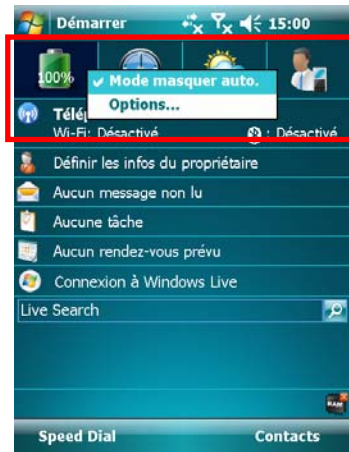 Démarrer 15:00
100%
Mode masquer auto.
Options...
Wi-Fi: Désactivé : Désactivé
Définir les infos du propriétaire
Aucun message non lu
Aucune tâche
Aucun rendez-vous prévu
Connexion à Windows Live
Live Search
RAM
Speed Dial Contacts